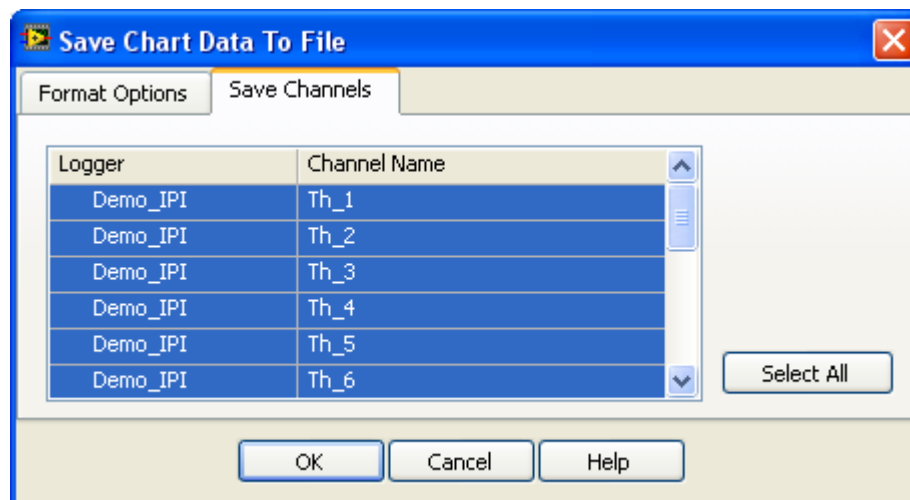 Save Chart Data To File
Format Options Save Channels
Logger Channel Name
Demo_IPI Th_1
Demo_IPI Th_2
Demo_IPI Th_3
Demo_IPI Th_4
Demo_IPI Th_5
Demo_IPI Th_6
Select All
OK Cancel Help